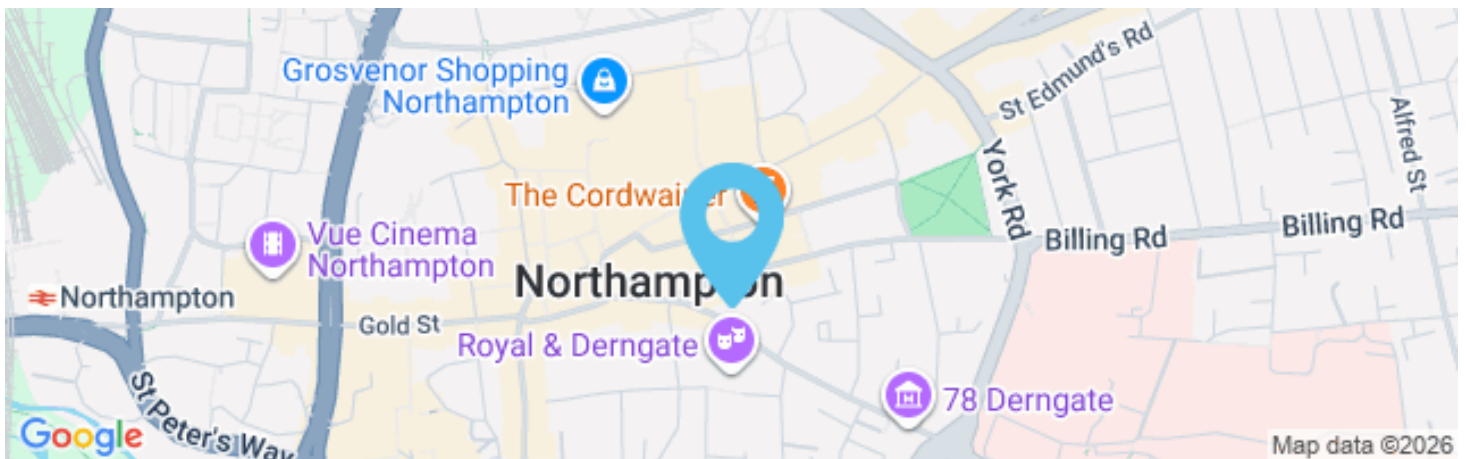 Grosvenor Shopping
Northampton
St Edmund's Rd
Alfred St
York Rd
The Cordwainer
Billing Rd
Billing Rd
Vue Cinema
Northampton
Northampton
Northampton
Gold St
Royal & Derngate
78 Derngate
St Peter's Way
Google
Map data ©2026